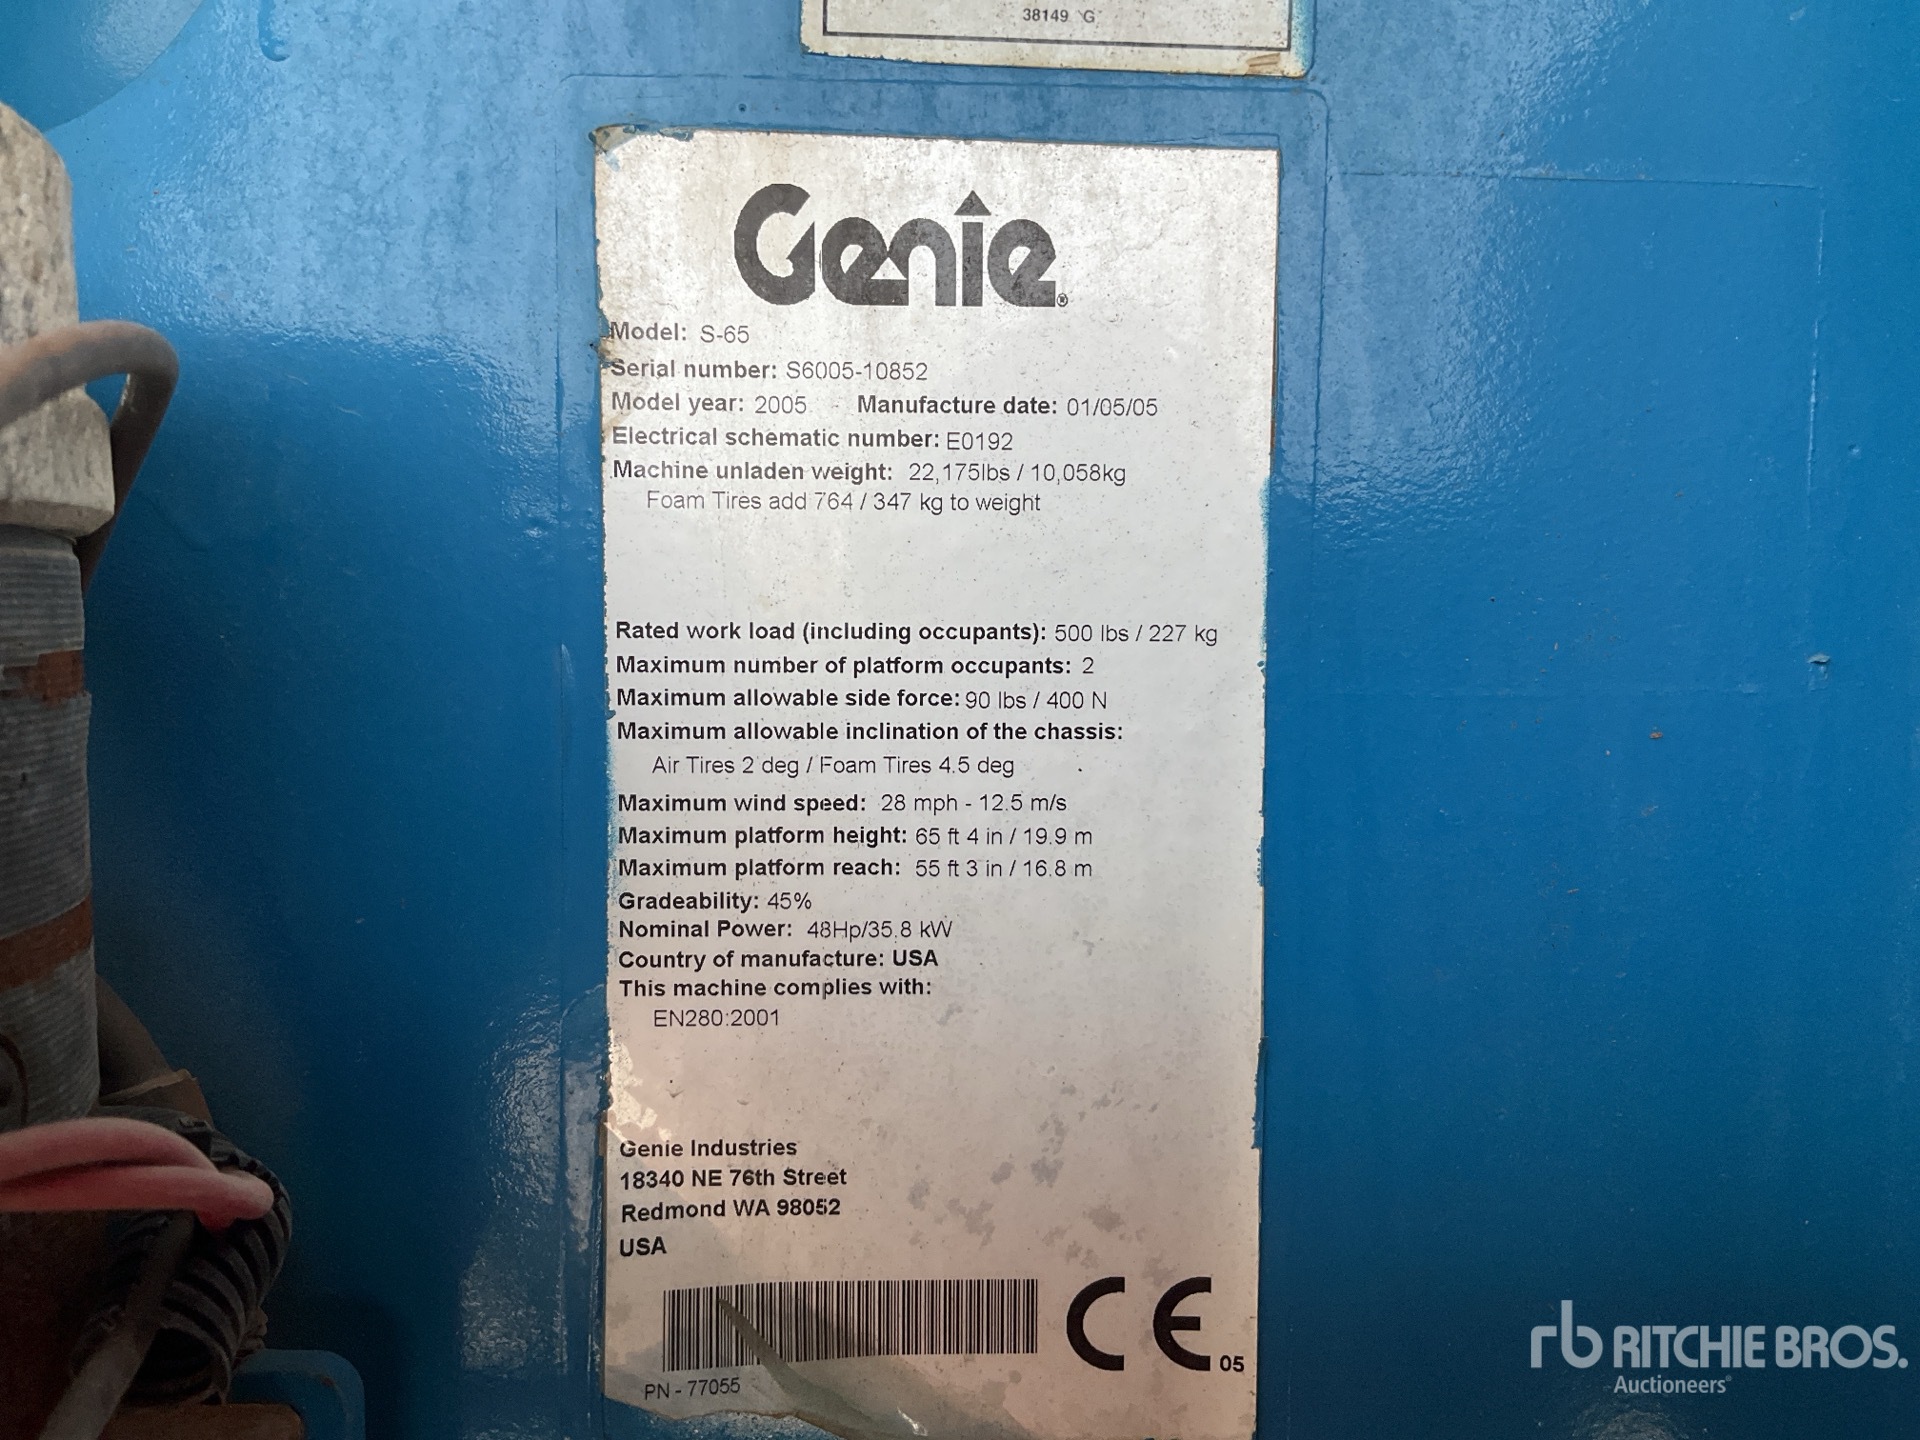 38149 G
Genie®
Model: S-65
Serial number: S6005-10852
Model year: 2005 Manufacture date: 01/05/05
Electrical schematic number: E0192
Machine unladen weight: 22,175lbs / 10,058kg
Foam Tires add 764 / 347 kg to weight
Rated work load (including occupants): 500 lbs / 227 kg
Maximum number of platform occupants: 2
Maximum allowable side force: 90 lbs / 400 N
Maximum allowable inclination of the chassis:
Air Tires 2 deg / Foam Tires 4.5 deg
Maximum wind speed: 28 mph - 12.5 m/s
Maximum platform height: 65 ft 4 in / 19.9 m
Maximum platform reach: 55 ft 3 in / 16.8 m
Gradeability: 45%
Nominal Power: 48Hp/35.8 kW
Country of manufacture: USA
This machine complies with:
EN280:2001
Genie Industries
18340 NE 76th Street
Redmond WA 98052
USA
CE 05
PN - 77055
rb RITCHIE BROS.
Auctioneers®